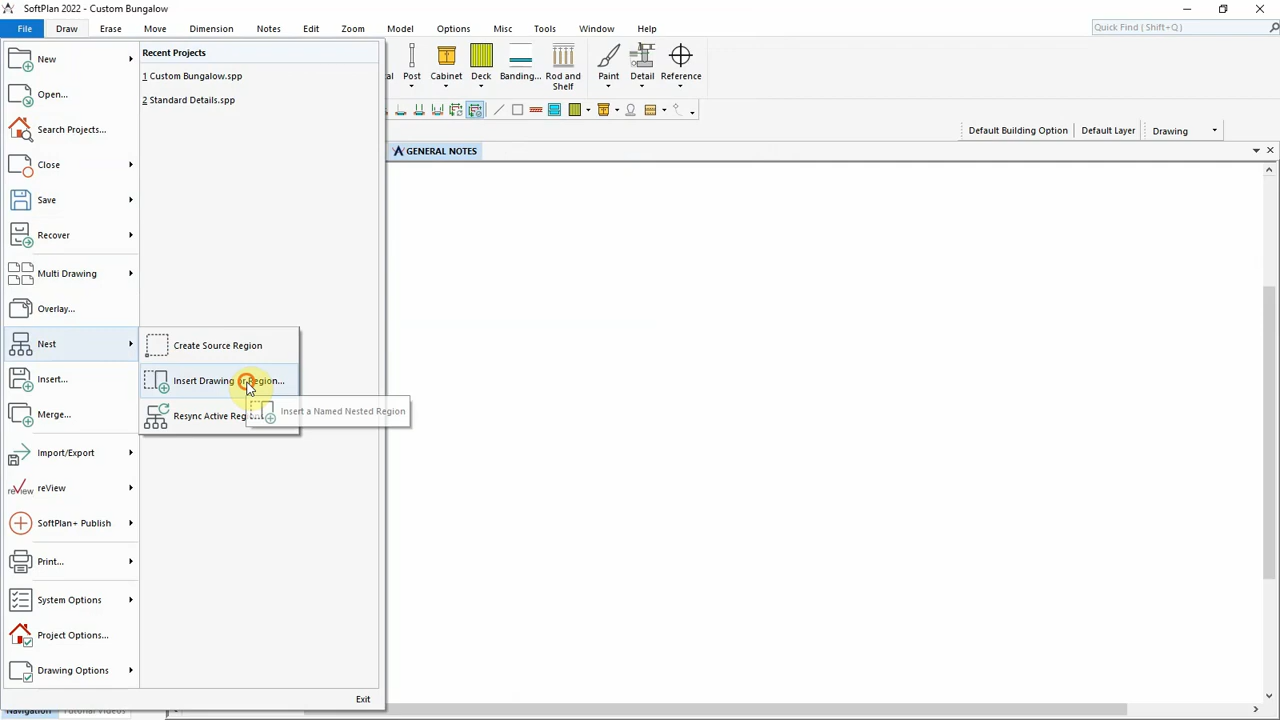 SoftPlan 2022 - Custom Bungalow
File Draw Erase Move Dimension Notes Edit Zoom Model Options Misc Tools Window Help
Quick Find ( Shift+Q )
Post Cabinet Deck Banding... Rod and Shelf Paint Detail Reference
Default Building Option Default Layer Drawing
GENERAL NOTES
New
Open...
Search Projects...
Close
Save
Recover
Multi Drawing
Overlay...
Nest
Insert...
Merge...
Import/Export
reView
reView
SoftPlan+ Publish
Print...
System Options
Project Options...
Drawing Options
Recent Projects
1 Custom Bungalow.spp
2 Standard Details.spp
Create Source Region
Insert Drawing or Region...
Resync Active Reg
Insert a Named Nested Region
Exit
Navigation Tutorial Videos